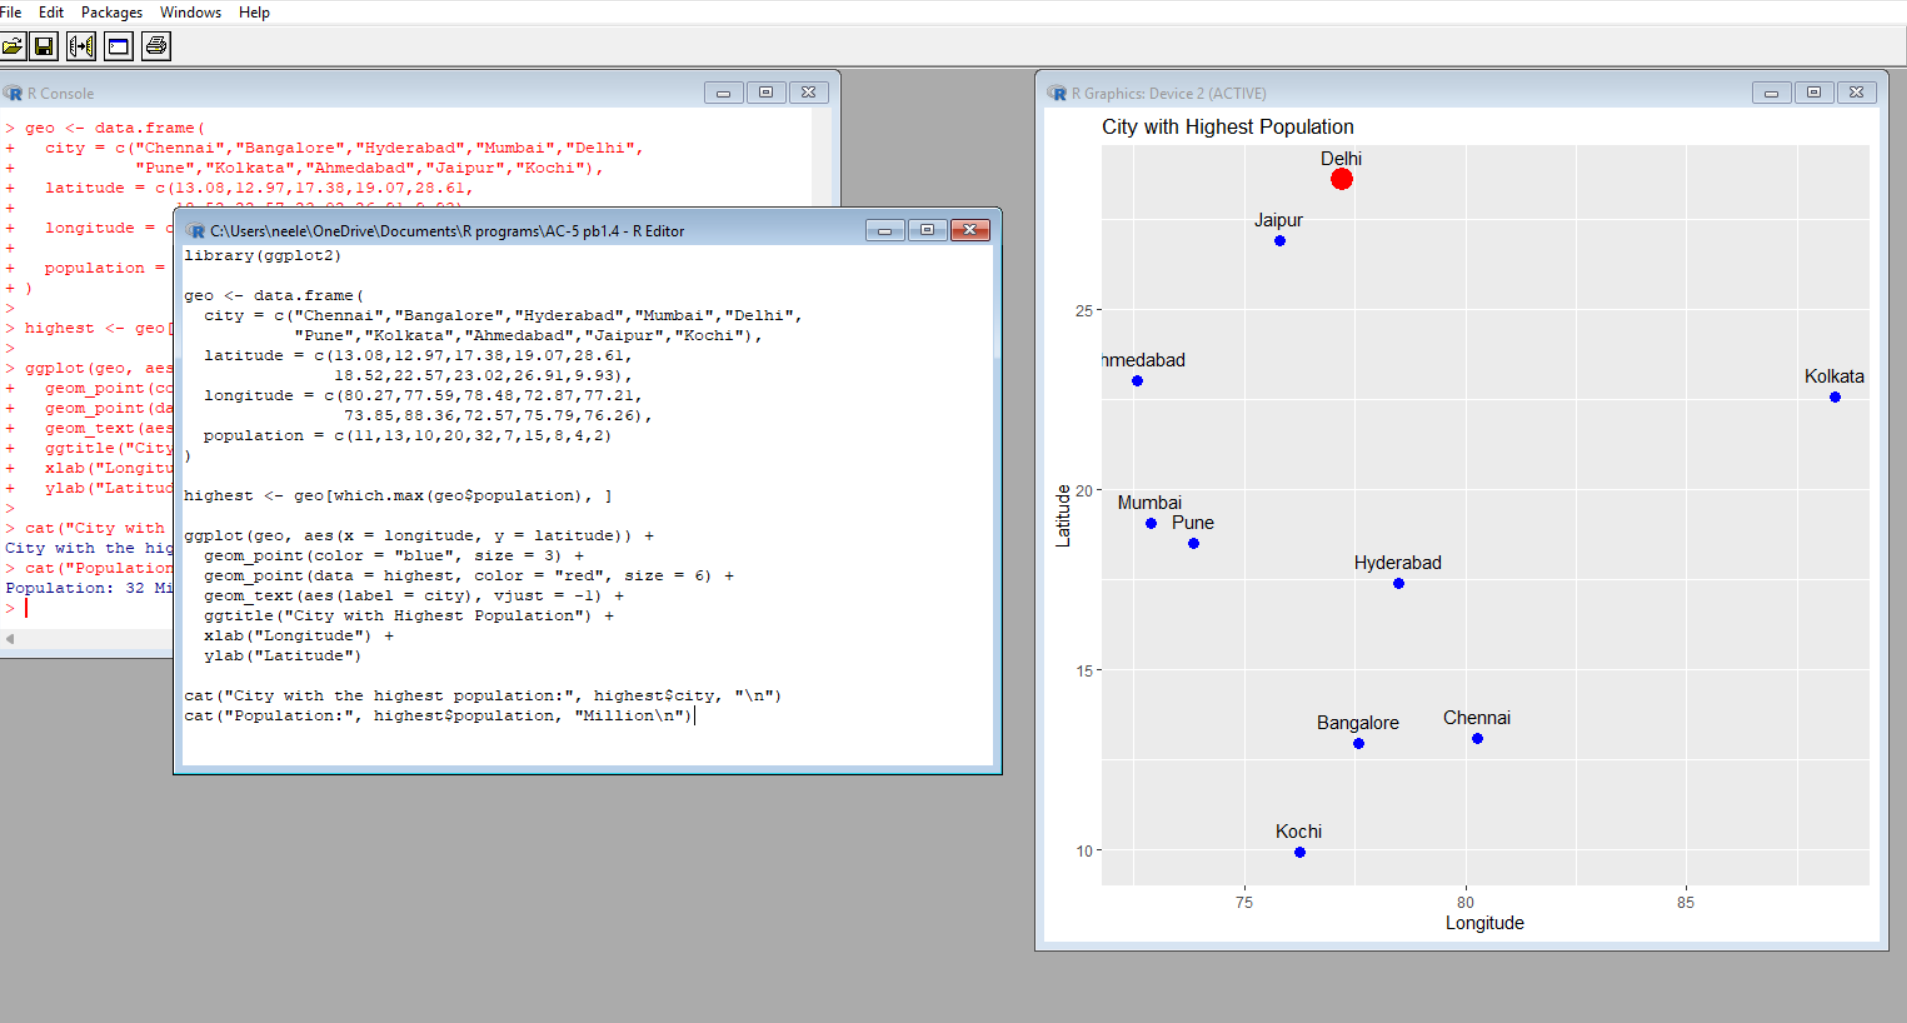 File Edit Packages Windows Help
R Console
> geo <- data.frame(
+   city = c("Chennai","Bangalore","Hyderabad","Mumbai","Delhi",
+            "Pune","Kolkata","Ahmedabad","Jaipur","Kochi"),
+   latitude = c(13.08,12.97,17.38,19.07,28.61,
+                18.52,22.57,23.02,26.91,9.93),
+   longitude = c
+
+   population =
+ )
>
> highest <- geo[
>
> ggplot(geo, aes
+   geom_point(co
+   geom_point(da
+   geom_text(aes
+   ggtitle("City
+   xlab("Longitu
+   ylab("Latitud
>
> cat("City with
City with the hig
> cat("Population
Population: 32 Mi
>
C:\Users\neele\OneDrive\Documents\R programs\AC-5 pb1.4 - R Editor
library(ggplot2)
geo <- data.frame(
  city = c("Chennai","Bangalore","Hyderabad","Mumbai","Delhi",
           "Pune","Kolkata","Ahmedabad","Jaipur","Kochi"),
  latitude = c(13.08,12.97,17.38,19.07,28.61,
               18.52,22.57,23.02,26.91,9.93),
  longitude = c(80.27,77.59,78.48,72.87,77.21,
                73.85,88.36,72.57,75.79,76.26),
  population = c(11,13,10,20,32,7,15,8,4,2)
)
highest <- geo[which.max(geo$population), ]
ggplot(geo, aes(x = longitude, y = latitude)) +
  geom_point(color = "blue", size = 3) +
  geom_point(data = highest, color = "red", size = 6) +
  geom_text(aes(label = city), vjust = -1) +
  ggtitle("City with Highest Population") +
  xlab("Longitude") +
  ylab("Latitude")
cat("City with the highest population:", highest$city, "\n")
cat("Population:", highest$population, "Million\n")
R Graphics: Device 2 (ACTIVE)
City with Highest Population
Delhi
Jaipur
25
hmedabad
Kolkata
Latitude
20
Mumbai
Pune
Hyderabad
15
Bangalore
Chennai
Kochi
10
75 80 85
Longitude